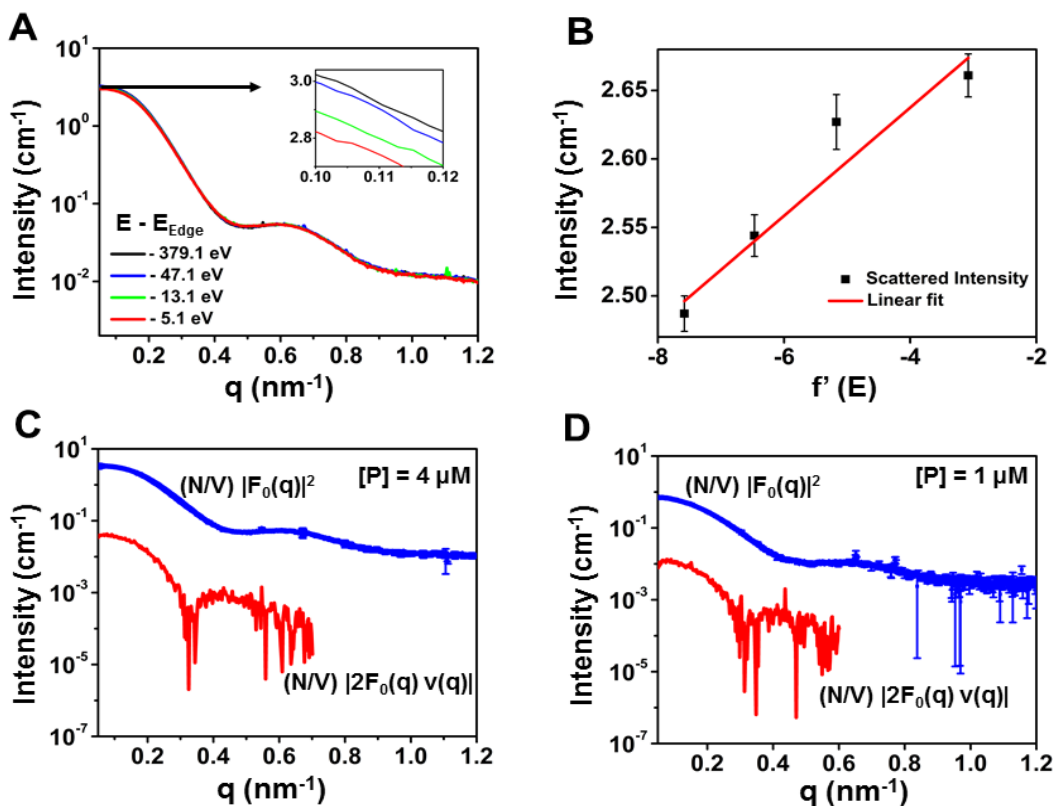 A
Intensity (cm-1)
10^1
10^0
10^-1
10^-2
3.0
2.8
0.10 0.11 0.12
E - E_Edge
- 379.1 eV
- 47.1 eV
- 13.1 eV
- 5.1 eV
0.2 0.4 0.6 0.8 1.0 1.2
q (nm^-1)
B
Intensity (cm^-1)
2.65
2.60
2.55
2.50
Scattered Intensity
Linear fit
-8 -6 -4 -2
f' (E)
C
Intensity (cm^-1)
10^1
10^-1
10^-3
10^-5
10^-7
[P] = 4 µM
(N/V) |F_0(q)|^2
(N/V) |2F_0(q) v(q)|
0.2 0.4 0.6 0.8 1.0 1.2
q (nm^-1)
D
Intensity (cm^-1)
10^1
10^-1
10^-3
10^-5
10^-7
[P] = 1 µM
(N/V) |F_0(q)|^2
(N/V) |2F_0(q) v(q)|
0.2 0.4 0.6 0.8 1.0 1.2
q (nm^-1)